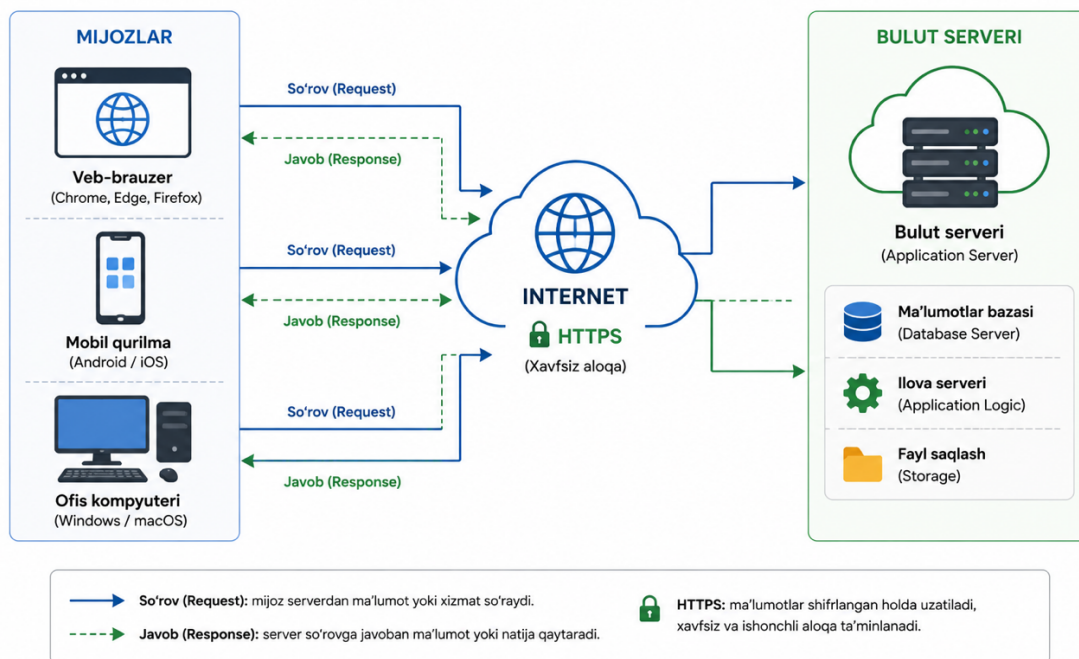 MIJOZLAR
Veb-brauzer
(Chrome, Edge, Firefox)
Mobil qurilma
(Android / iOS)
Ofis kompyuteri
(Windows / macOS)
So‘rov (Request)
Javob (Response)
So‘rov (Request)
Javob (Response)
So‘rov (Request)
Javob (Response)
INTERNET
HTTPS
(Xavfsiz aloqa)
BULUT SERVERI
Bulut serveri
(Application Server)
Ma’lumotlar bazasi
(Database Server)
Ilova serveri
(Application Logic)
Fayl saqlash
(Storage)
So‘rov (Request): mijoz serverdan ma’lumot yoki xizmat so‘raydi.
Javob (Response): server so‘rovga javoban ma’lumot yoki natija qaytaradi.
HTTPS: ma’lumotlar shifrlangan holda uzatiladi,
xavfsiz va ishonchli aloqa ta’minlanadi.